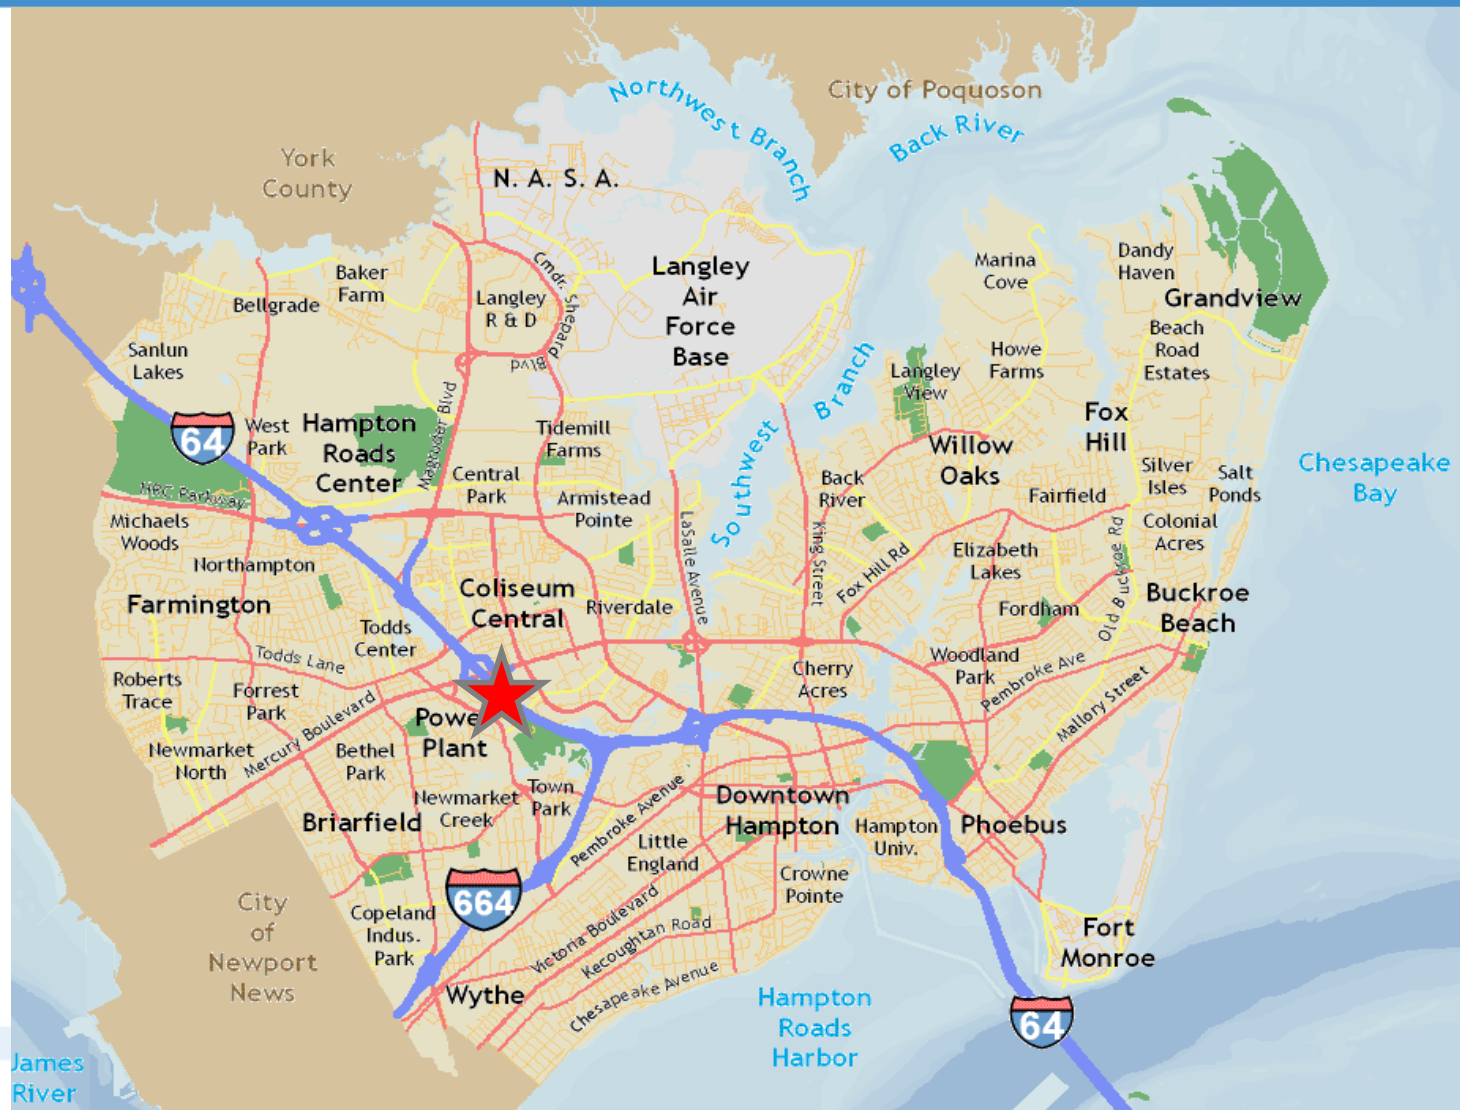 Northwest Branch
City of Poquoson
Back River
York
County
N. A. S. A.
Cmdr. Shepard Blvd
Langley
Air
Force
Base
Marina
Cove
Dandy
Haven
Grandview
Baker
Farm
Bellgrade
Langley
R & D
Beach
Road
Estates
Howe
Farms
Sanlun
Lakes
Langley
View
Southwest Branch
Magruder Blvd
64
West
Park
Hampton
Roads
Center
Tidemill
Farms
Fox
Hill
Willow
Oaks
Central
Park
Back
River
Silver
Isles
Salt
Ponds
Chesapeake
Bay
HRC Parkway
Armistead
Pointe
Fairfield
Michaels
Woods
LaSalle Avenue
King Street
Fox Hill Rd
Old Buckroe Rd
Colonial
Acres
Northampton
Elizabeth
Lakes
Coliseum
Central
Riverdale
Farmington
Fordham
Buckroe
Beach
Todds
Center
Todds Lane
Woodland
Park
Pembroke Ave
Cherry
Acres
Roberts
Trace
Forrest
Park
Mallory Street
Mercury Boulevard
Power
Plant
Newmarket
North
Bethel
Park
Town
Park
Newmarket
Creek
Pembroke Avenue
Downtown
Hampton
Briarfield
Hampton
Univ.
Phoebus
Little
England
Crowne
Pointe
664
City
of
Newport
News
Copeland
Indus.
Park
Victoria Boulevard
Kecoughtan Road
Chesapeake Avenue
Fort
Monroe
Wythe
Hampton
Roads
Harbor
64
James
River